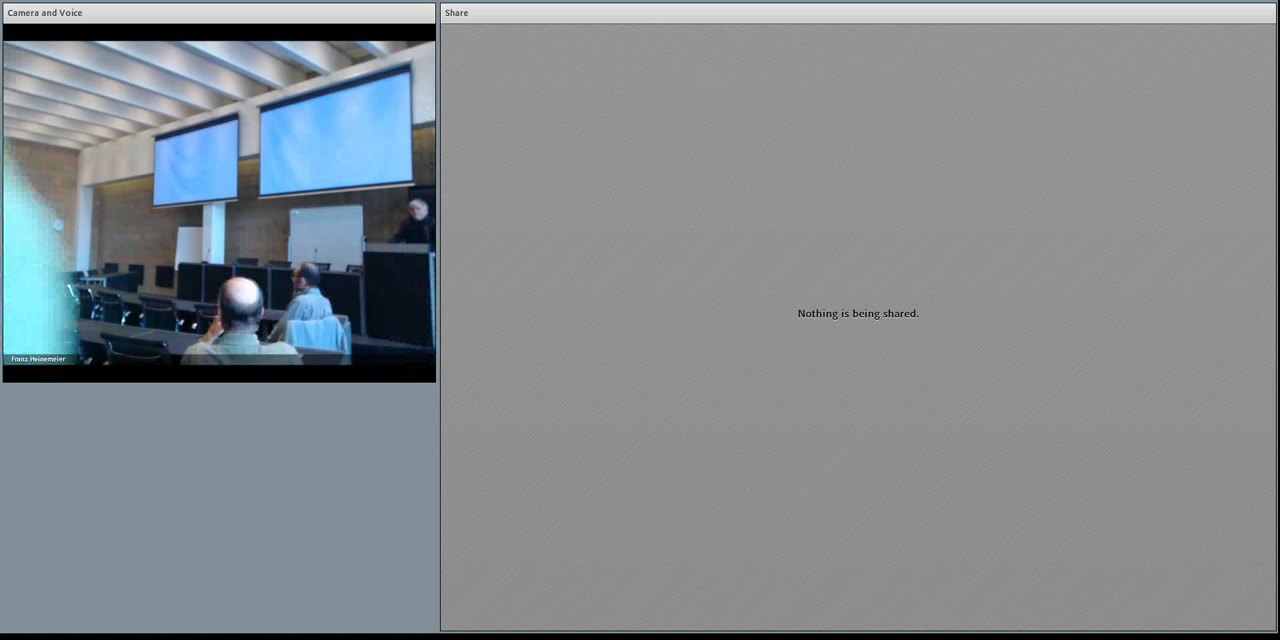 Camera and Voice
Share
Nothing is being shared.
Franz Heinemeier